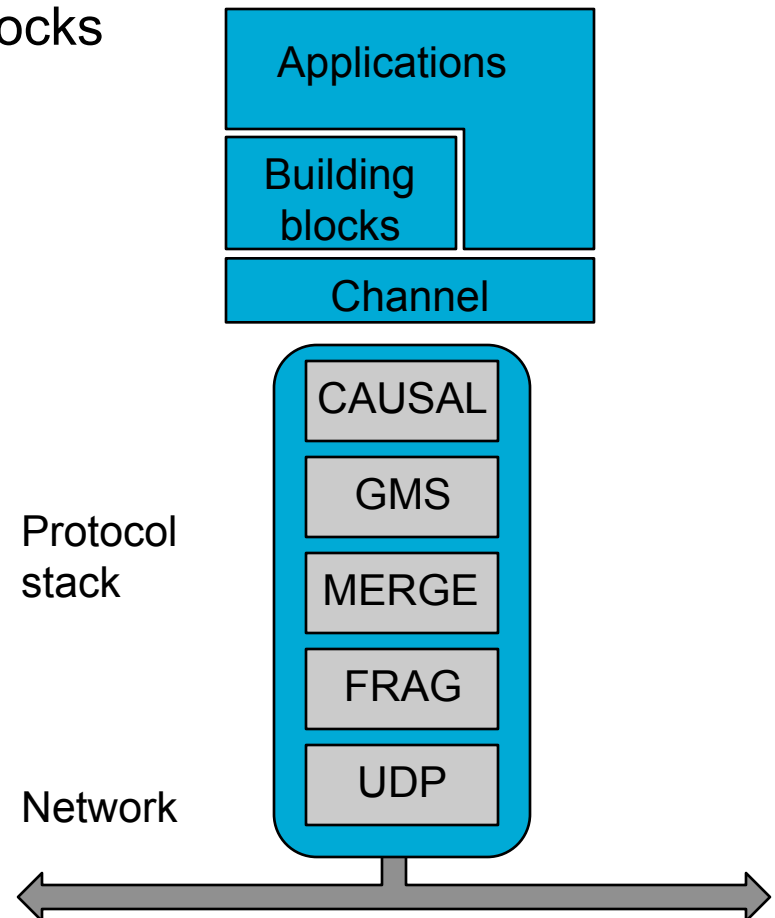 ocks
Applications
Building
blocks
Channel
CAUSAL
GMS
Protocol
stack
MERGE
FRAG
UDP
Network